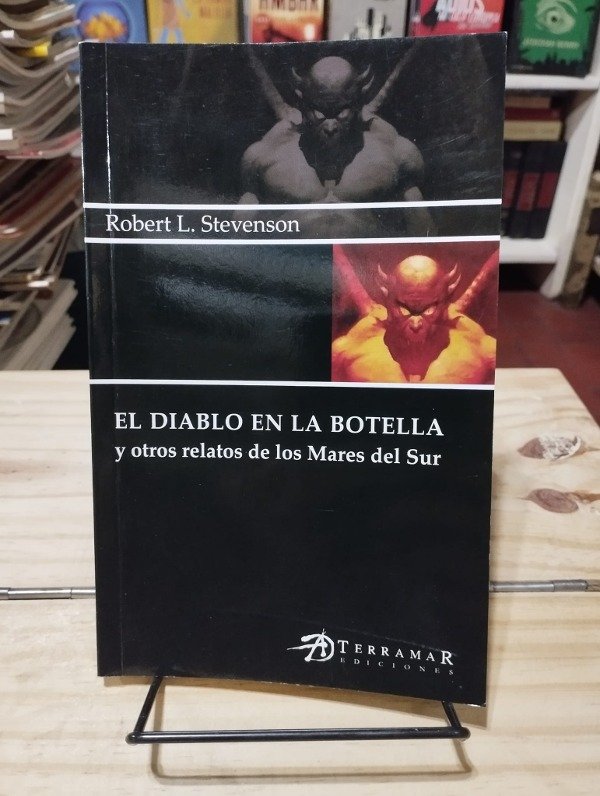 Robert L. Stevenson
EL DIABLO EN LA BOTELLA
y otros relatos de los Mares del Sur
TERRAMAR
EDICIONES